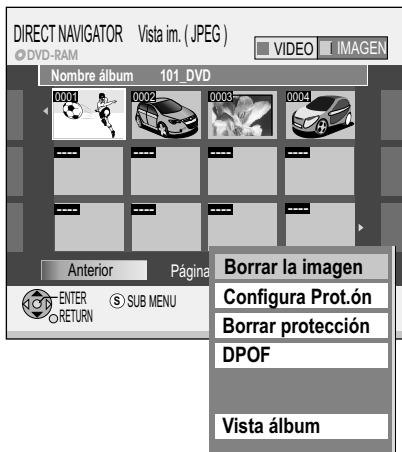 DIRECT NAVIGATOR Vista im. ( JPEG )
DVD-RAM
VIDEO IMAGEN
Nombre álbum 101_DVD
0001 0002 0003 0004
---- ---- ---- ----
---- ---- ---- ----
Anterior Página
ENTER S SUB MENU
RETURN
Borrar la imagen
Configura Prot.ón
Borrar protección
DPOF
Vista álbum